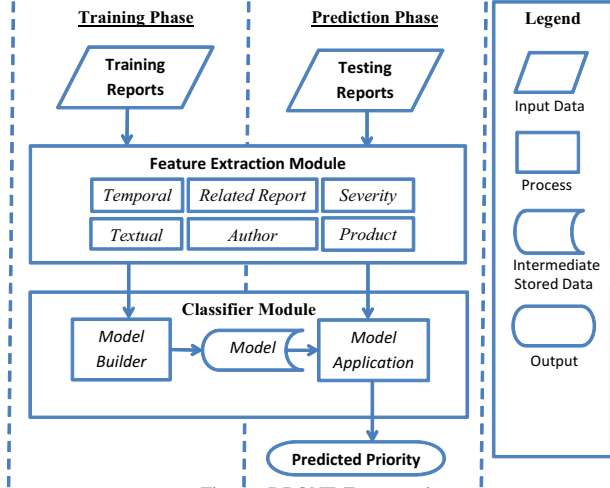 Training Phase
Prediction Phase
Legend
Training
Reports
Testing
Reports
Input Data
Feature Extraction Module
Temporal
Related Report
Severity
Textual
Author
Product
Process
Intermediate
Stored Data
Classifier Module
Model
Builder
Model
Model
Application
Output
Predicted Priority